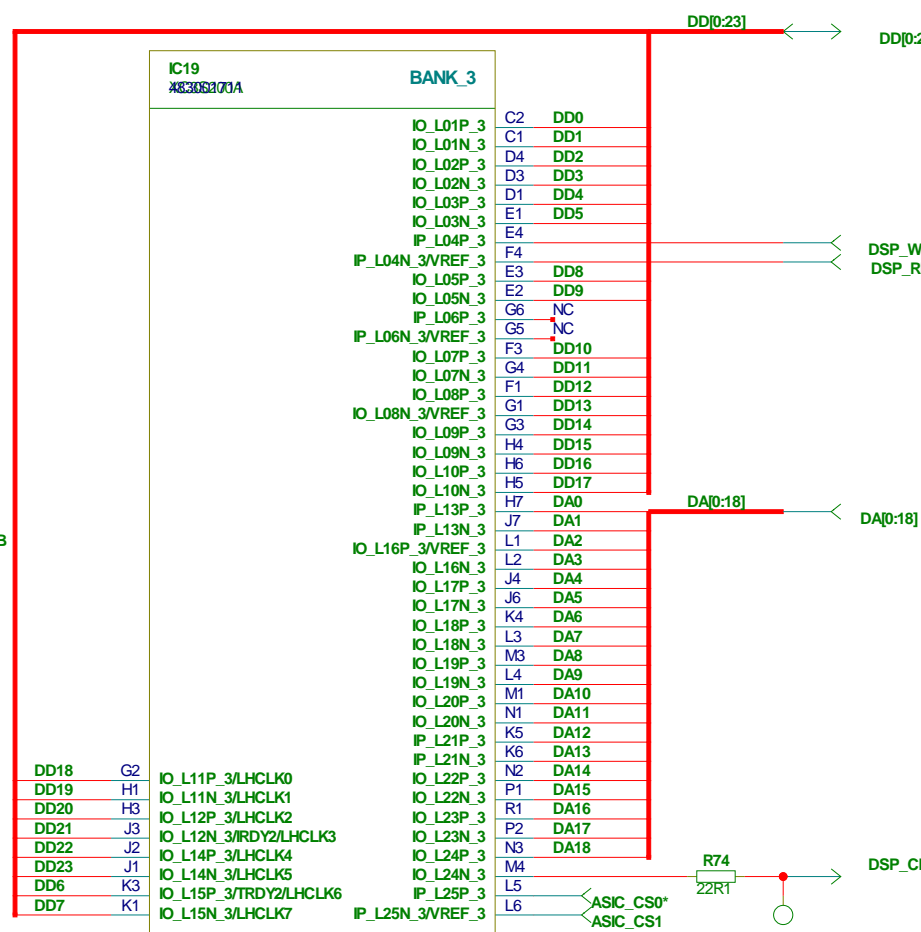 DD[0:23]
DD[0:2
IC19
BANK_3
IO_L01P_3 C2 DD0
IO_L01N_3 C1 DD1
IO_L02P_3 D4 DD2
IO_L02N_3 D3 DD3
IO_L03P_3 D1 DD4
IO_L03N_3 E1 DD5
IP_L04P_3 E4
DSP_W
IP_L04N_3/VREF_3 F4
DSP_R
IO_L05P_3 E3 DD8
IO_L05N_3 E2 DD9
IP_L06P_3 G6 NC
IP_L06N_3/VREF_3 G5 NC
IO_L07P_3 F3 DD10
IO_L07N_3 G4 DD11
IO_L08P_3 F1 DD12
IO_L08N_3/VREF_3 G1 DD13
IO_L09P_3 G3 DD14
IO_L09N_3 H4 DD15
IO_L10P_3 H6 DD16
IO_L10N_3 H5 DD17
IP_L13P_3 H7 DA0 DA[0:18]
DA[0:18]
IP_L13N_3 J7 DA1
IO_L16P_3/VREF_3 L1 DA2
B
IO_L16N_3 L2 DA3
IO_L17P_3 J4 DA4
IO_L17N_3 J6 DA5
IO_L18P_3 K4 DA6
IO_L18N_3 L3 DA7
IO_L19P_3 M3 DA8
IO_L19N_3 L4 DA9
IO_L20P_3 M1 DA10
IO_L20N_3 N1 DA11
IP_L21P_3 K5 DA12
IP_L21N_3 K6 DA13
DD18 G2 IO_L11P_3/LHCLK0 IO_L22P_3 N2 DA14
DD19 H1 IO_L11N_3/LHCLK1 IO_L22N_3 P1 DA15
DD20 H3 IO_L12P_3/LHCLK2 IO_L23P_3 R1 DA16
DD21 J3 IO_L12N_3/IRDY2/LHCLK3 IO_L23N_3 P2 DA17
DD22 J2 IO_L14P_3/LHCLK4 IO_L24P_3 N3 DA18
DD23 J1 IO_L14N_3/LHCLK5 IO_L24N_3 M4 R74 DSP_C
22R1
DD6 K3 IO_L15P_3/TRDY2/LHCLK6 IP_L25P_3 L5 ASIC_CS0*
DD7 K1 IO_L15N_3/LHCLK7 IP_L25N_3/VREF_3 L6 ASIC_CS1